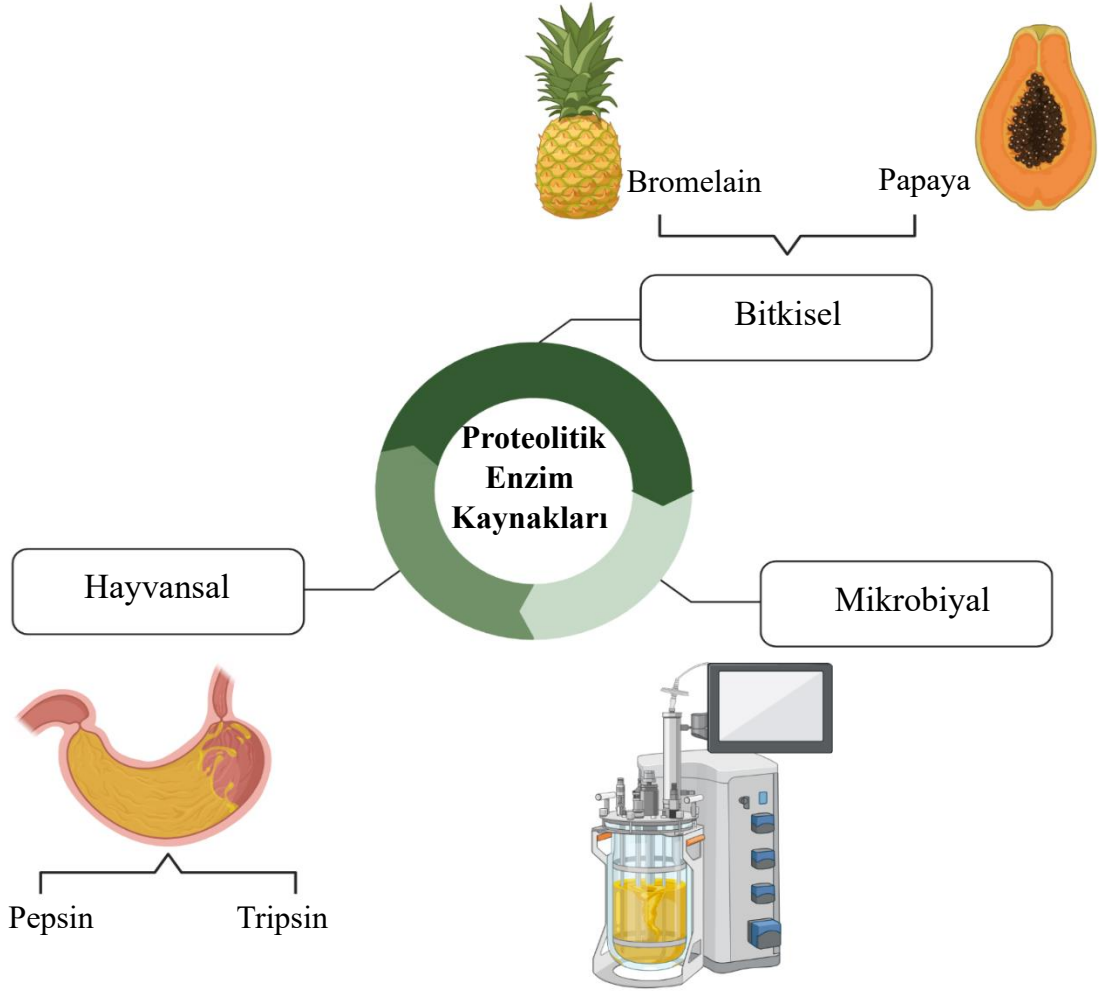 Bromelain
Papaya
Bitkisel
Proteolitik
Enzim
Kaynakları
Hayvansal
Mikrobiyal
Pepsin
Tripsin